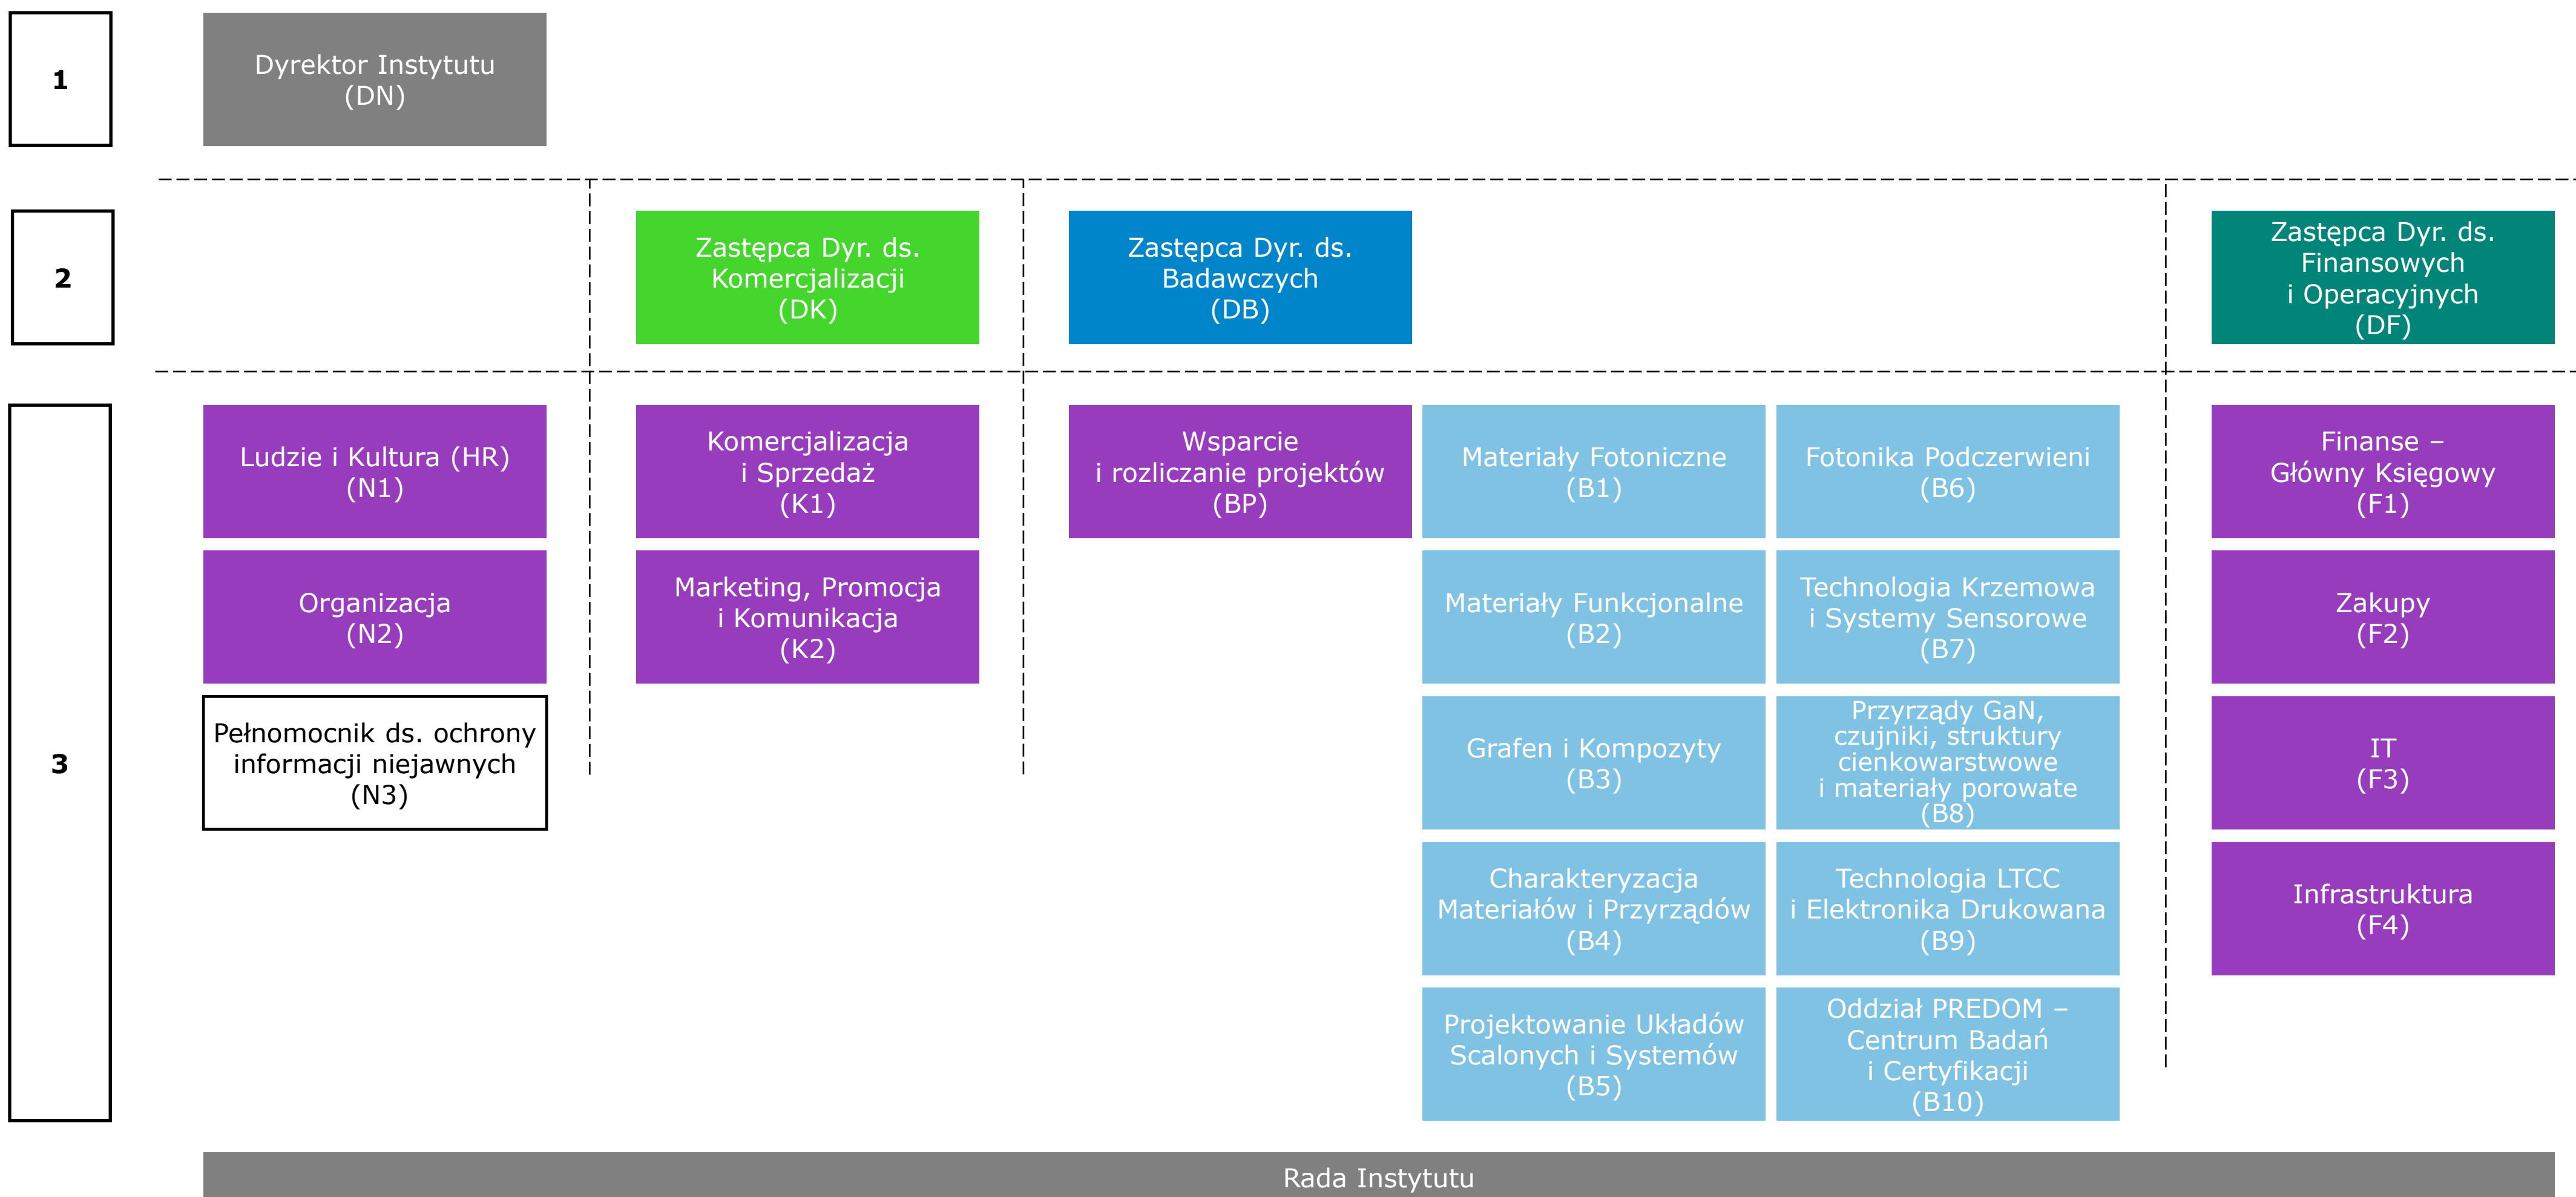 1
Dyrektor Instytutu
(DN)
2
Zastępca Dyr. ds.
Komercjalizacji
(DK)
Zastępca Dyr. ds.
Badawczych
(DB)
Zastępca Dyr. ds.
Finansowych
i Operacyjnych
(DF)
3
Ludzie i Kultura (HR)
(N1)
Organizacja
(N2)
Pełnomocnik ds. ochrony
informacji niejawnych
(N3)
Komercjalizacja
i Sprzedaż
(K1)
Marketing, Promocja
i Komunikacja
(K2)
Wsparcie
i rozliczanie projektów
(BP)
Materiały Fotoniczne
(B1)
Materiały Funkcjonalne
(B2)
Grafen i Kompozyty
(B3)
Charakteryzacja
Materiałów i Przyrządów
(B4)
Projektowanie Układów
Scalonych i Systemów
(B5)
Fotonika Podczerwieni
(B6)
Technologia Krzemowa
i Systemy Sensorowe
(B7)
Przyrządy GaN,
czujniki, struktury
cienkowarstwowe
i materiały porowate
(B8)
Technologia LTCC
i Elektronika Drukowana
(B9)
Oddział PREDOM –
Centrum Badań
i Certyfikacji
(B10)
Finanse –
Główny Księgowy
(F1)
Zakupy
(F2)
IT
(F3)
Infrastruktura
(F4)
Rada Instytutu